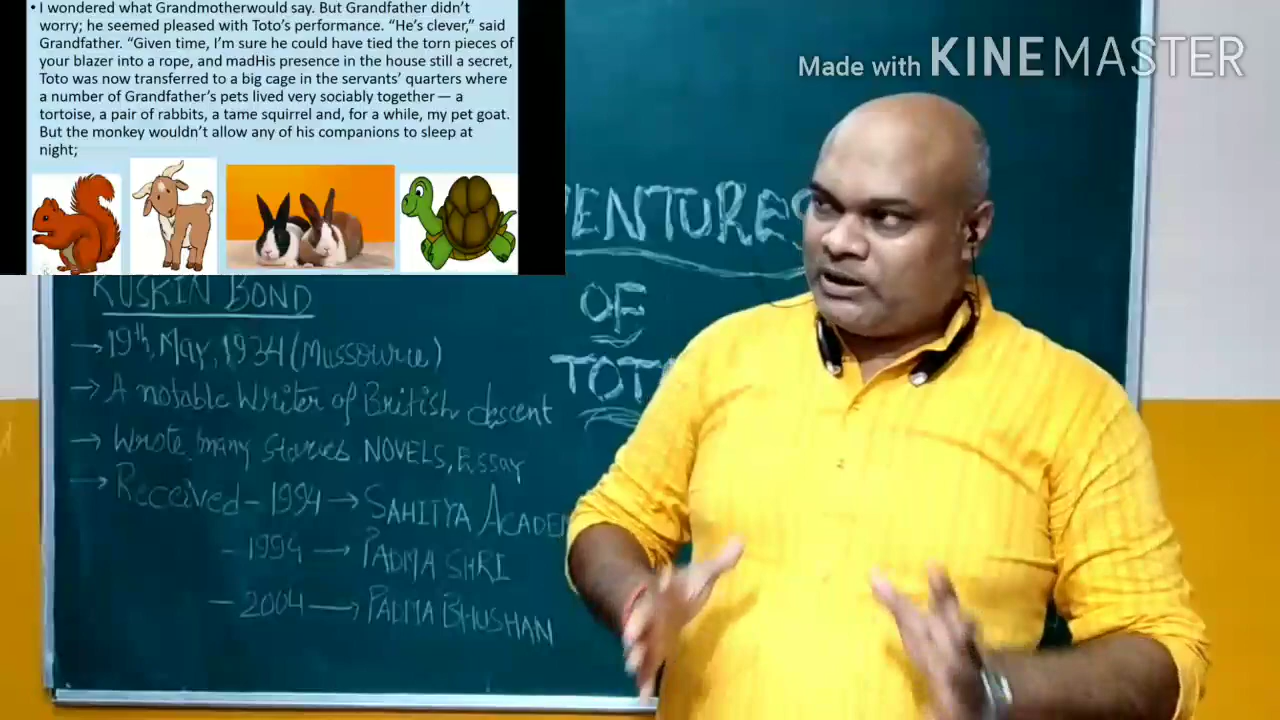 • I wondered what Grandmotherwould say. But Grandfather didn’t
worry; he seemed pleased with Toto’s performance. “He’s clever,” said
Grandfather. “Given time, I’m sure he could have tied the torn pieces of
your blazer into a rope, and madHis presence in the house still a secret,
Toto was now transferred to a big cage in the servants’ quarters where
a number of Grandfather’s pets lived very sociably together — a
tortoise, a pair of rabbits, a tame squirrel and, for a while, my pet goat.
But the monkey wouldn’t allow any of his companions to sleep at
night;
Made with KINEMASTER
VENTURES
OF
TOT
RUSKIN BOND
→ 19th, May, 1934 (Mussourie)
→ A notable Writer of British descent
→ Wrote many stories NOVELS, Essay
→ Received - 1994 → SAHITYA ACADEM
- 1994 → PADMA SHRI
- 2004 → PALMA BHUSHAN